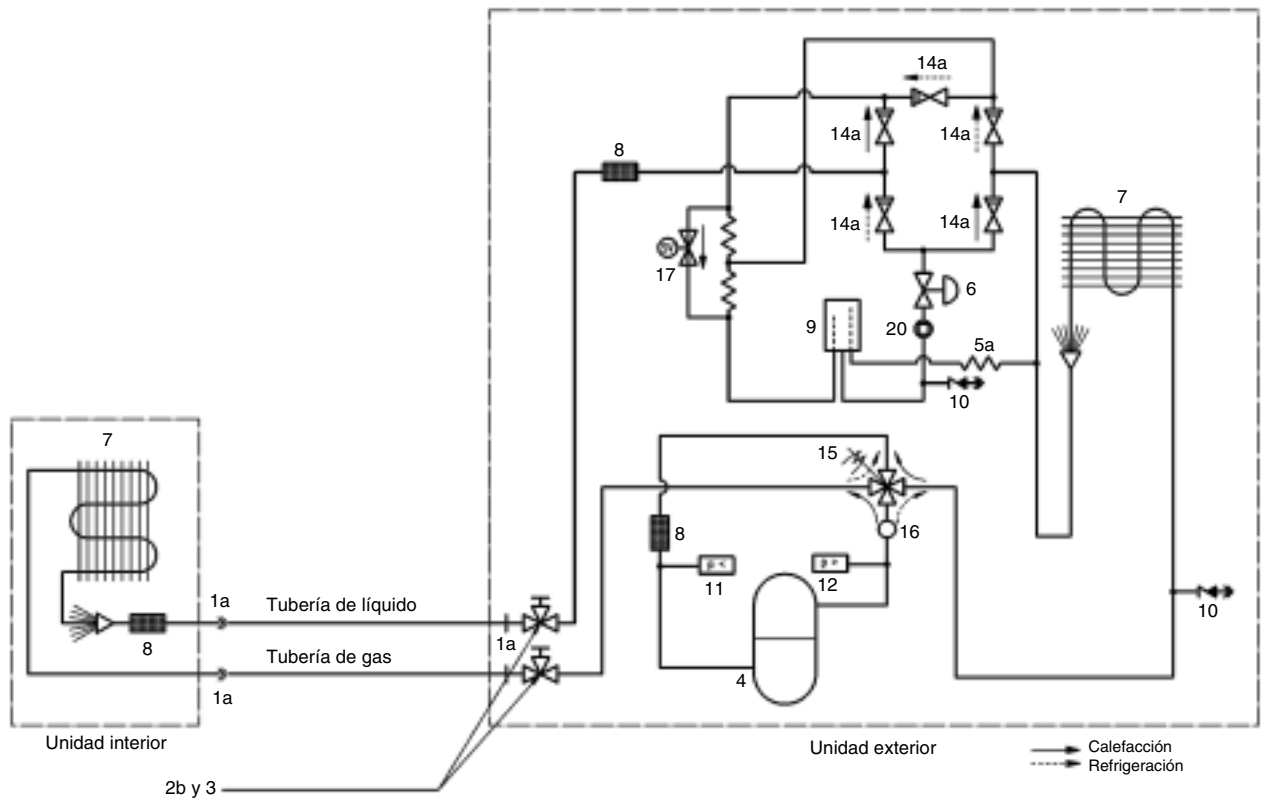 14a
14a
14a
8
7
14a
14a
17
6
9
20
5a
10
7
15
8
16
11
12
10
1a
Tubería de líquido
8
1a
Tubería de gas
1a
4
Unidad interior
Unidad exterior
Calefacción
Refrigeración
2b y 3